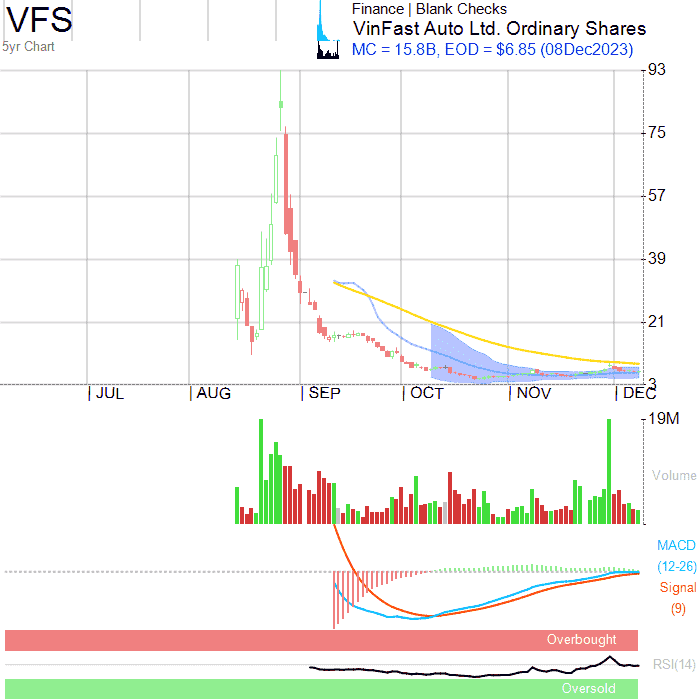 VFS
5yr Chart
Finance | Blank Checks
VinFast Auto Ltd. Ordinary Shares
MC = 15.8B, EOD = $6.85 (08Dec2023)
93
75
57
39
21
3
JUL AUG SEP OCT NOV DEC
19M
Volume
MACD
(12-26)
Signal
(9)
Overbought
RSI(14)
Oversold